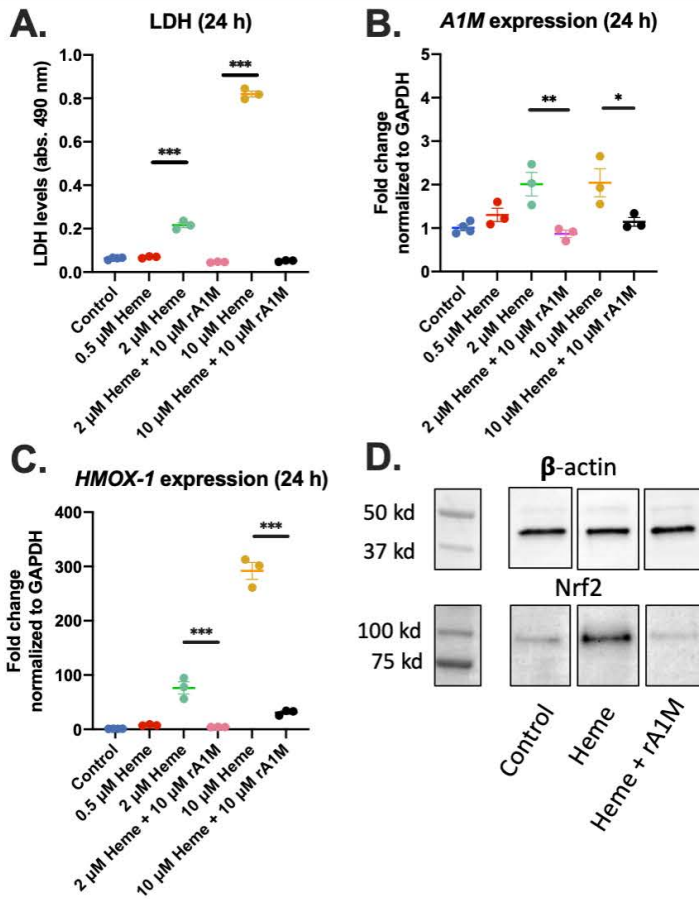 A.
LDH (24 h)
LDH levels (abs. 490 nm)
1.0
0.8
0.6
0.4
0.2
0.0
***
***
Control
0.5 µM Heme
2 µM Heme
2 µM Heme + 10 µM rA1M
10 µM Heme
10 µM Heme + 10 µM rA1M
B.
A1M expression (24 h)
Fold change
normalized to GAPDH
5
4
3
2
1
0
**
*
Control
0.5 µM Heme
2 µM Heme
2 µM Heme + 10 µM rA1M
10 µM Heme
10 µM Heme + 10 µM rA1M
C.
HMOX-1 expression (24 h)
Fold change
normalized to GAPDH
400
300
200
100
0
***
***
Control
0.5 µM Heme
2 µM Heme
2 µM Heme + 10 µM rA1M
10 µM Heme
10 µM Heme + 10 µM rA1M
D.
β-actin
50 kd
37 kd
Nrf2
100 kd
75 kd
Control
Heme
Heme + rA1M